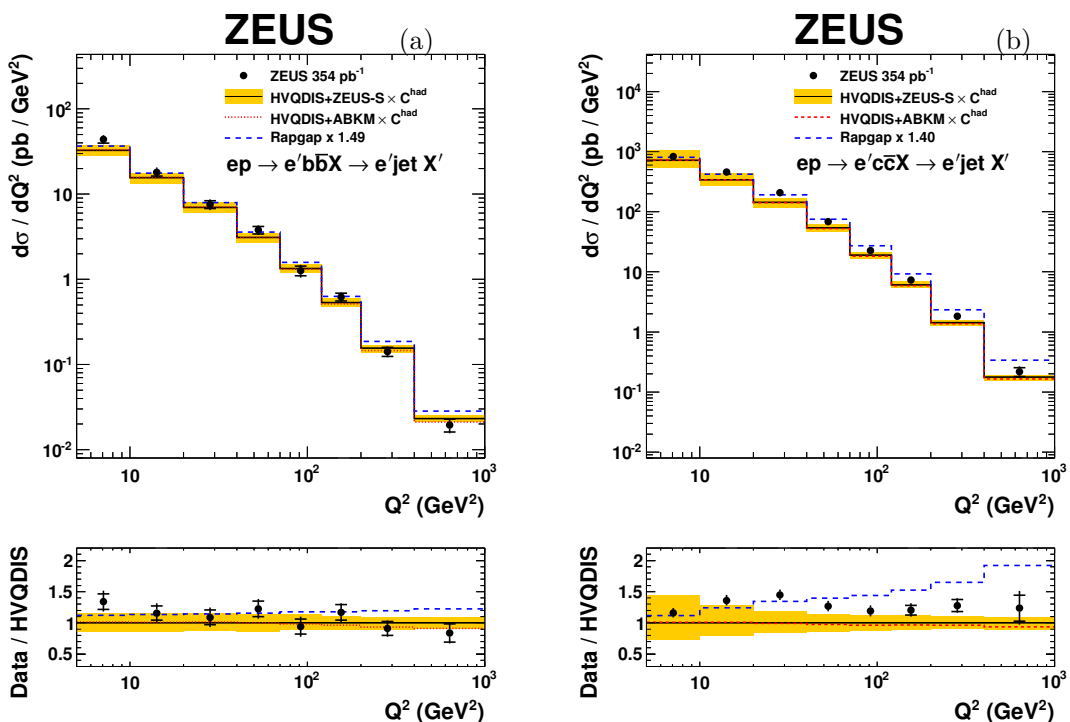 ZEUS (a)
dσ / dQ² (pb / GeV²)
ZEUS 354 pb⁻¹
HVQDIS+ZEUS-S × C^had
HVQDIS+ABKM × C^had
Rapgap x 1.49
ep → e′bb̅X → e′jet X′
10²
10
1
10⁻¹
10⁻²
10 10² 10³
Q² (GeV²)
Data / HVQDIS
2
1.5
1
0.5
10 10² 10³
Q² (GeV²)
ZEUS (b)
dσ / dQ² (pb / GeV²)
ZEUS 354 pb⁻¹
HVQDIS+ZEUS-S × C^had
HVQDIS+ABKM × C^had
Rapgap x 1.40
ep → e′cc̅X → e′jet X′
10⁴
10³
10²
10
1
10⁻¹
10⁻²
10 10² 10³
Q² (GeV²)
Data / HVQDIS
2
1.5
1
0.5
10 10² 10³
Q² (GeV²)